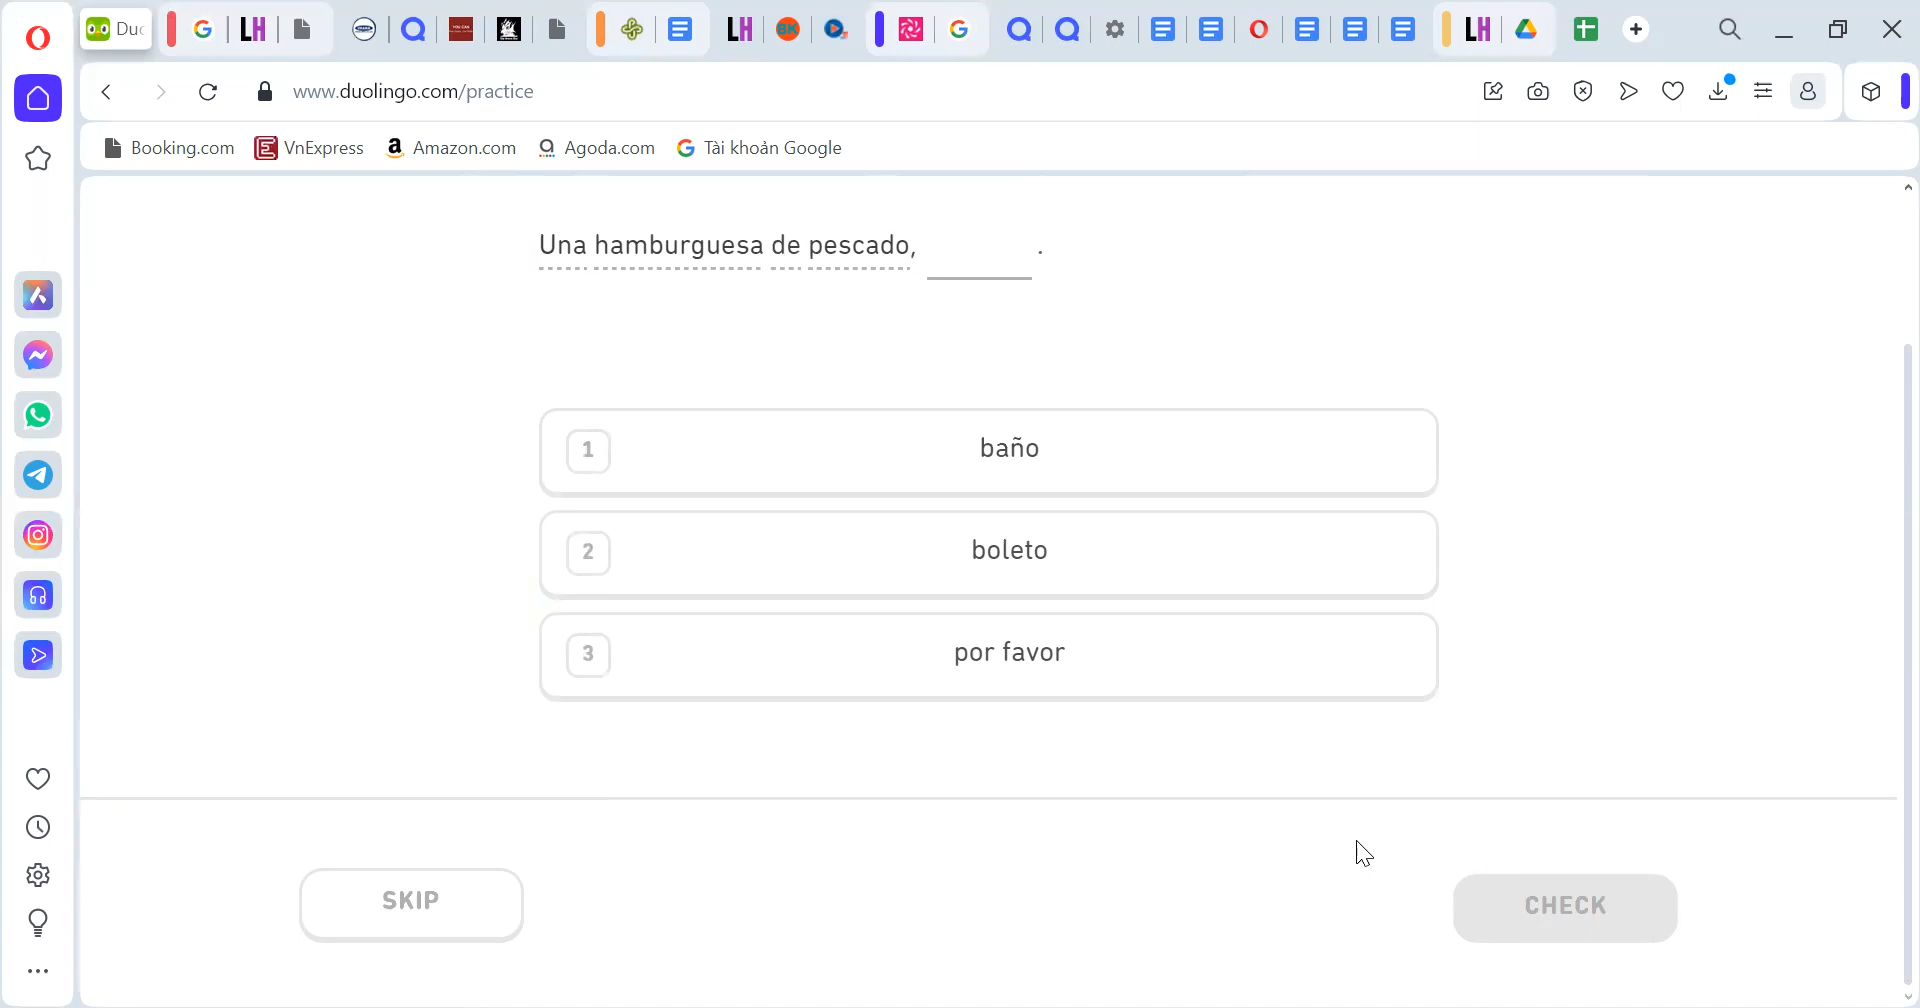 Duc
www.duolingo.com/practice
Booking.com VnExpress Amazon.com Agoda.com Tài khoản Google
Una hamburguesa de pescado, ______ .
1 baño
2 boleto
3 por favor
SKIP
CHECK